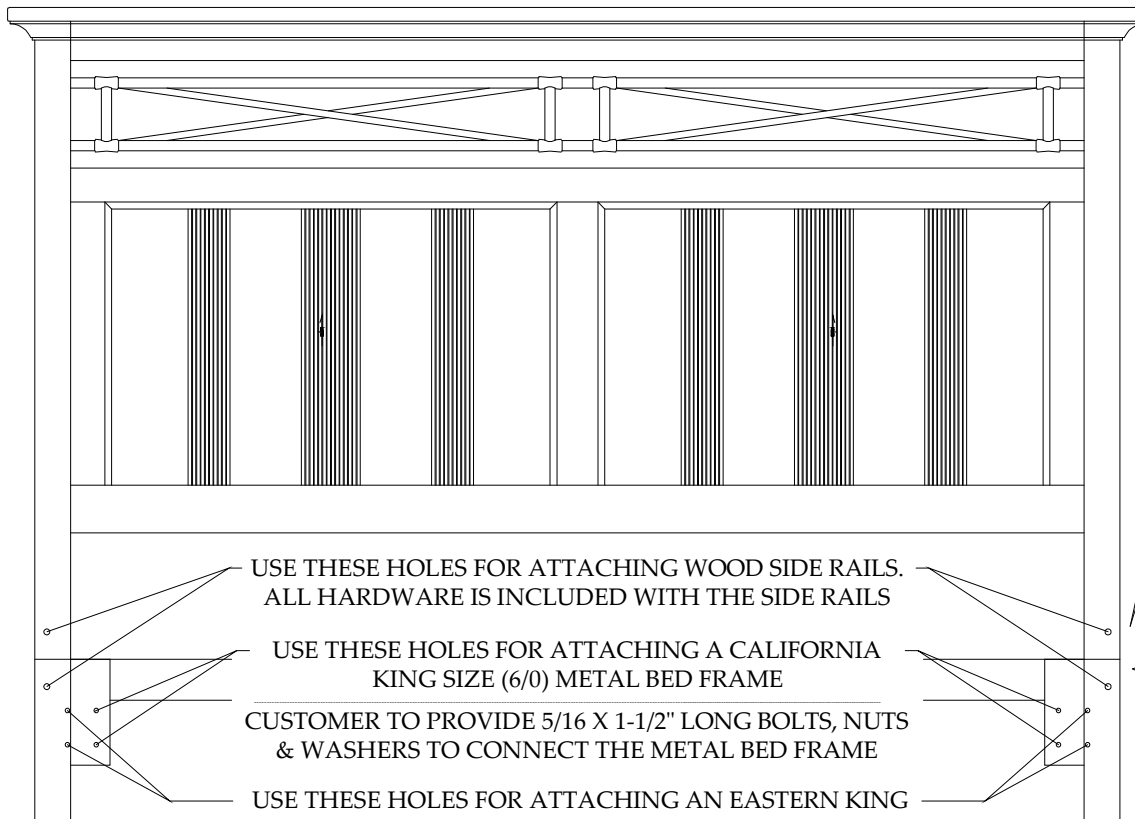 USE THESE HOLES FOR ATTACHING WOOD SIDE RAILS.
ALL HARDWARE IS INCLUDED WITH THE SIDE RAILS
USE THESE HOLES FOR ATTACHING A CALIFORNIA
KING SIZE (6/0) METAL BED FRAME
CUSTOMER TO PROVIDE 5/16 X 1-1/2" LONG BOLTS, NUTS
& WASHERS TO CONNECT THE METAL BED FRAME
USE THESE HOLES FOR ATTACHING AN EASTERN KING